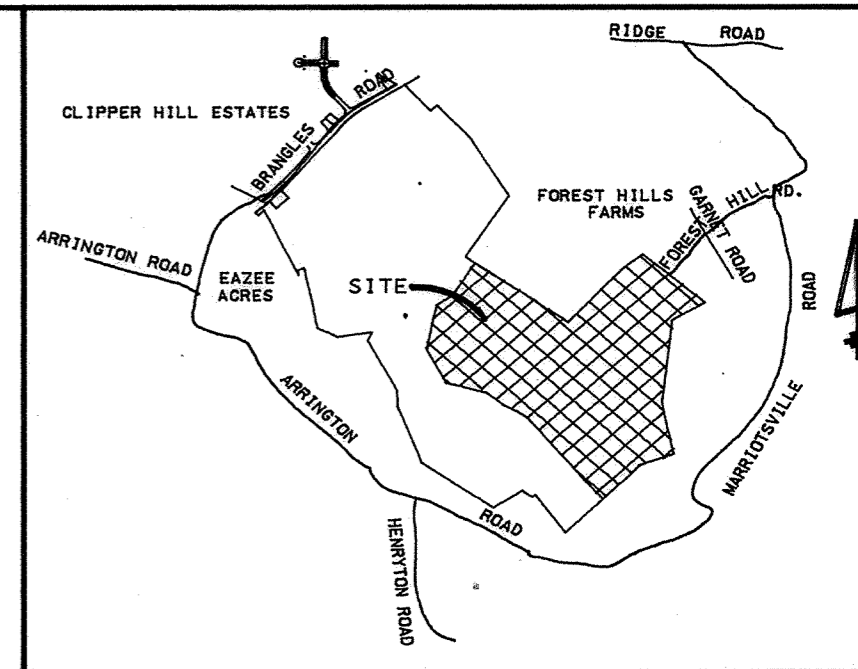 RIDGE ROAD
CLIPPER HILL ESTATES
BRANGLES ROAD
FOREST HILLS
FARMS
FOREST HILL RD.
GARNET ROAD
ARRINGTON ROAD
EAZEE
ACRES
SITE
ARRINGTON ROAD
MARRIOTSVILLE ROAD
HENRYTON ROAD